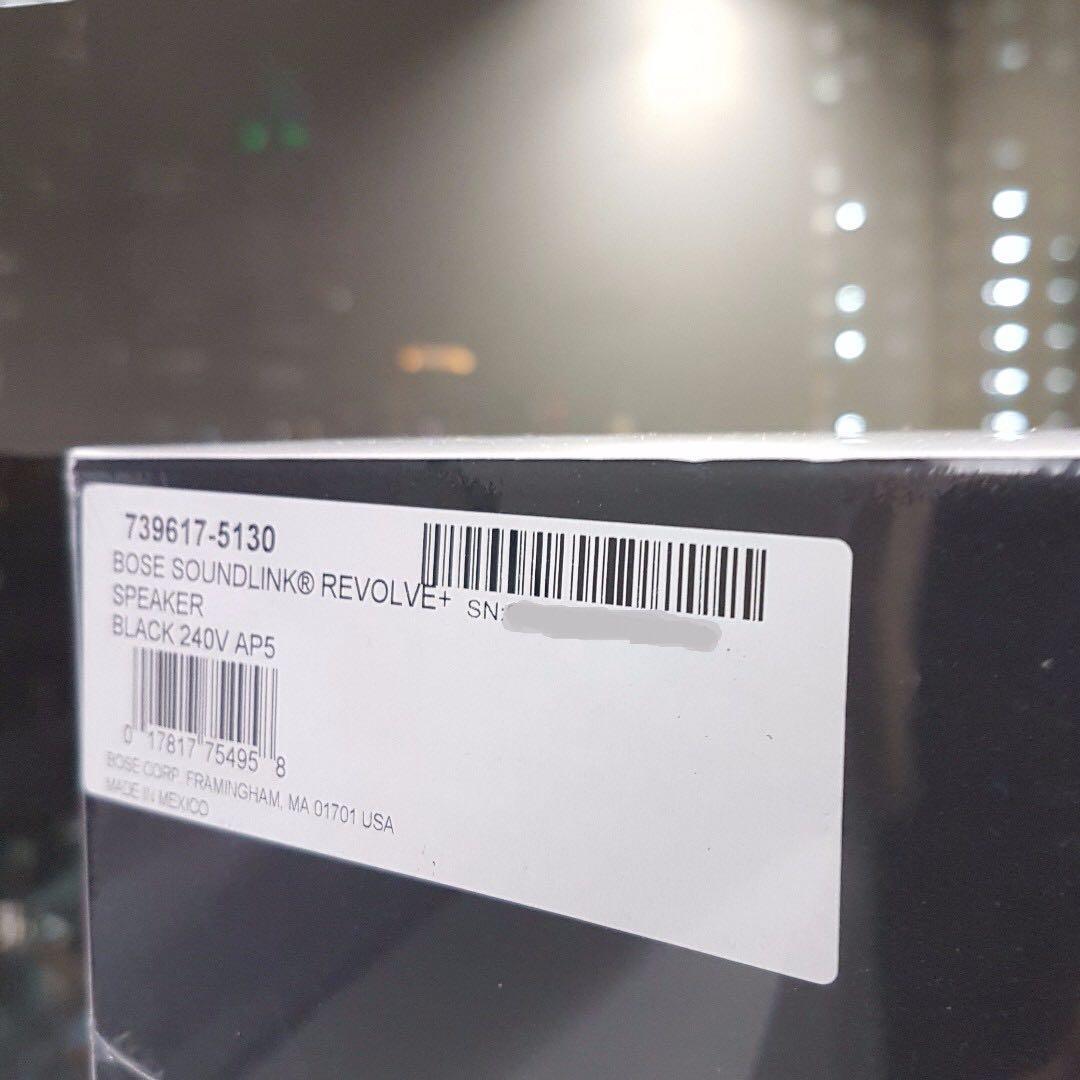 739617-5130
BOSE SOUNDLINK® REVOLVE+
SPEAKER
BLACK 240V AP5
SN:
0 17817 75495 8
BOSE CORP. FRAMINGHAM, MA 01701 USA
MADE IN MEXICO